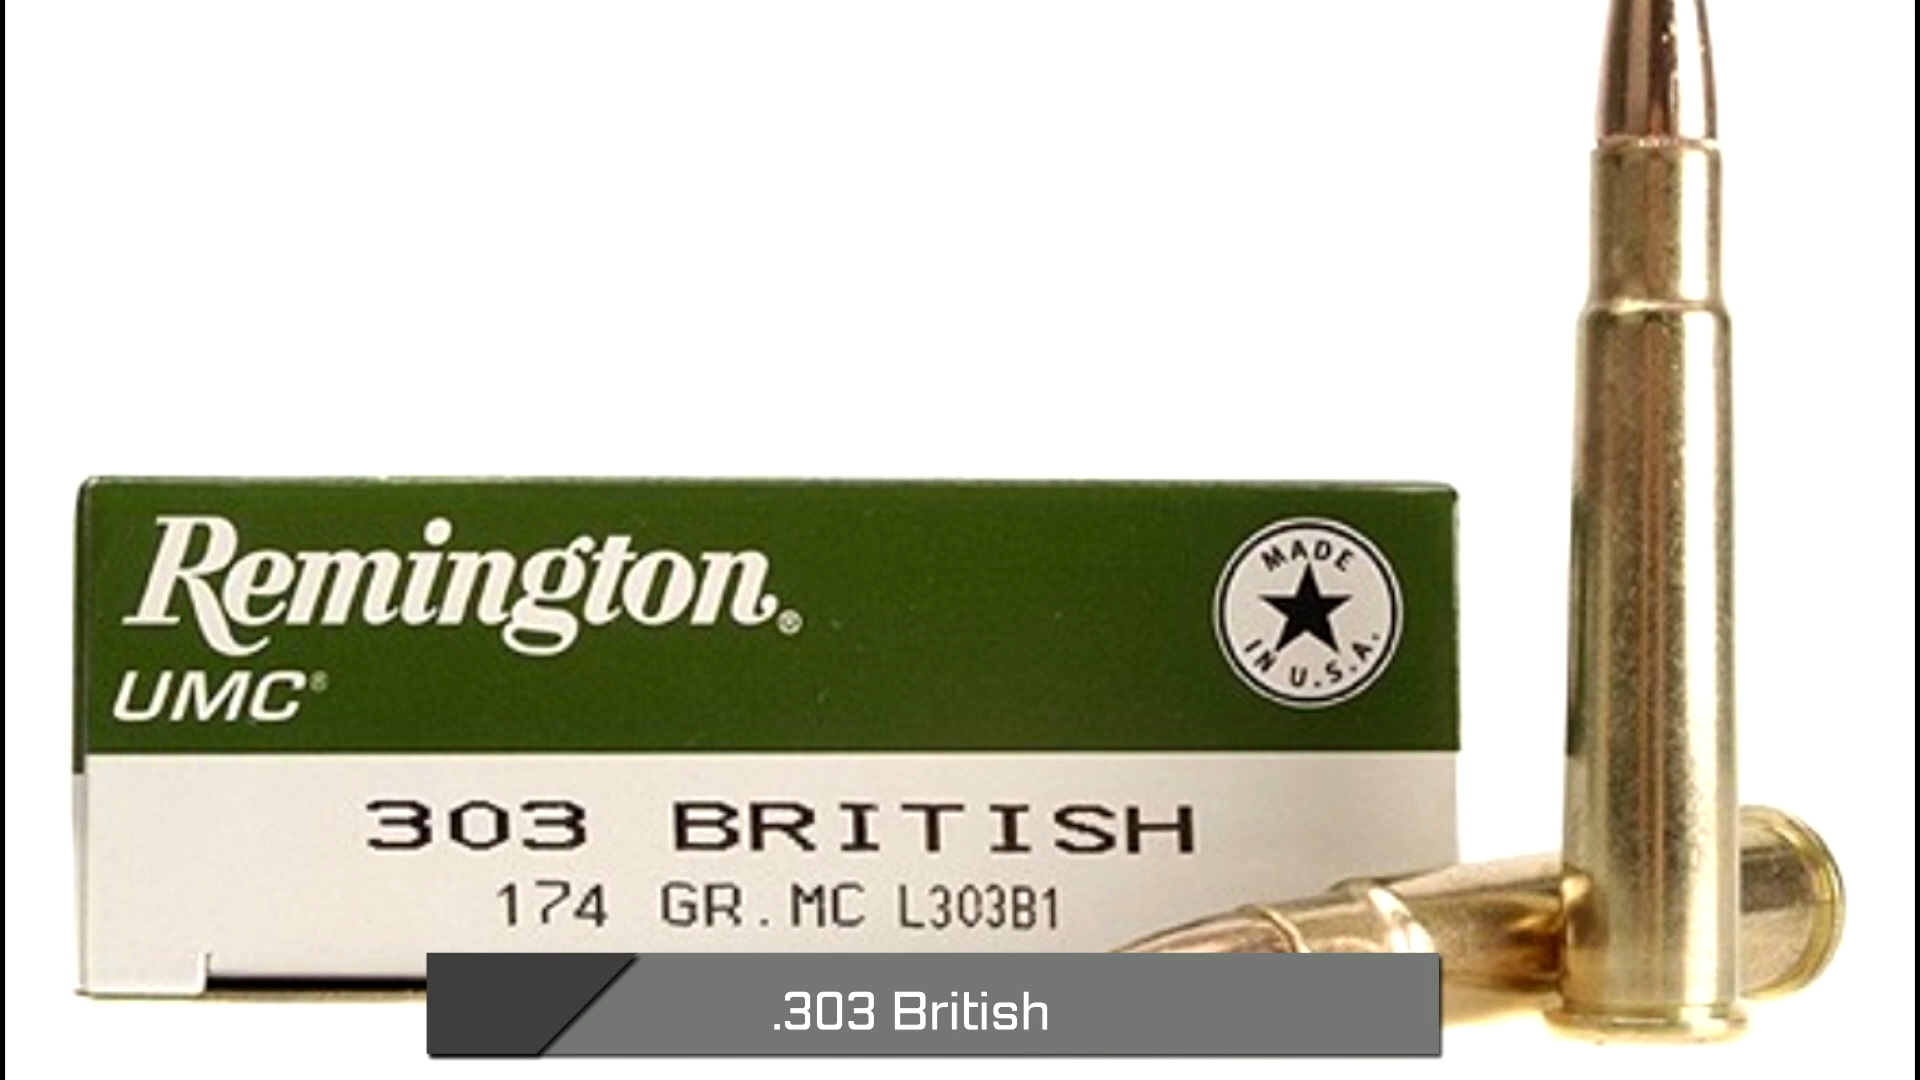 Remington®
UMC®
MADE
IN U.S.A.
303 BRITISH
174 GR. MC L303B1
.303 British